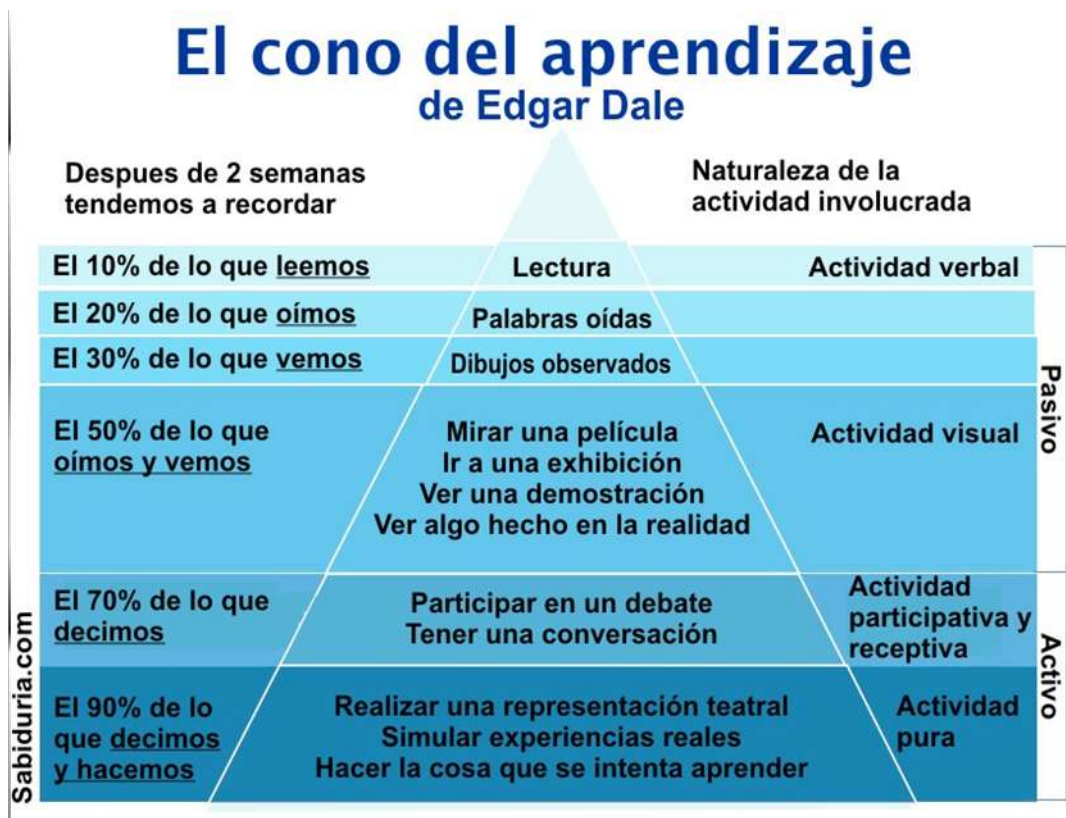 El cono del aprendizaje
de Edgar Dale
Despues de 2 semanas
tendemos a recordar
Naturaleza de la
actividad involucrada
El 10% de lo que leemos
Lectura
Actividad verbal
El 20% de lo que oímos
Palabras oídas
El 30% de lo que vemos
Dibujos observados
El 50% de lo que
oímos y vemos
Mirar una película
Ir a una exhibición
Ver una demostración
Ver algo hecho en la realidad
Actividad visual
Pasivo
El 70% de lo que
decimos
Participar en un debate
Tener una conversación
Actividad
participativa y
receptiva
El 90% de lo
que decimos
y hacemos
Realizar una representación teatral
Simular experiencias reales
Hacer la cosa que se intenta aprender
Actividad
pura
Activo
Sabiduria.com